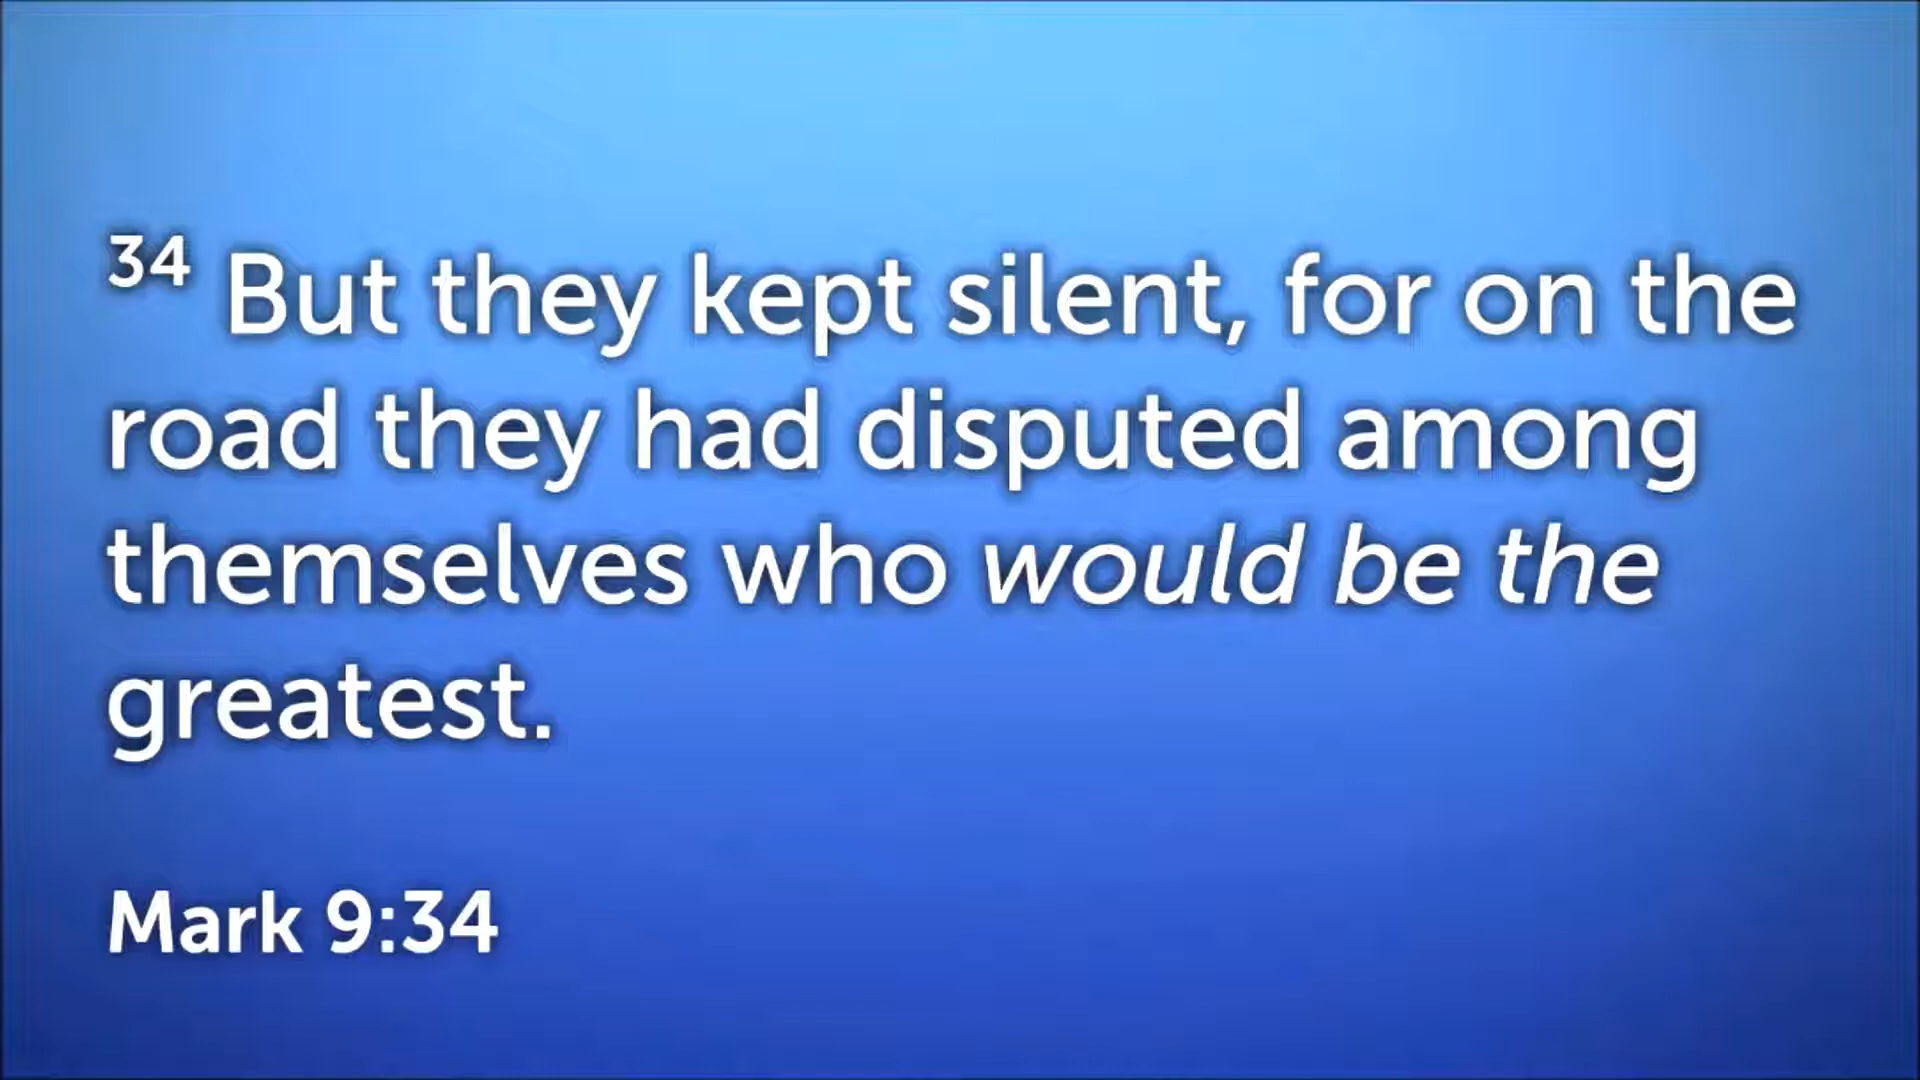 34 But they kept silent, for on the
road they had disputed among
themselves who would be the
greatest.
Mark 9:34